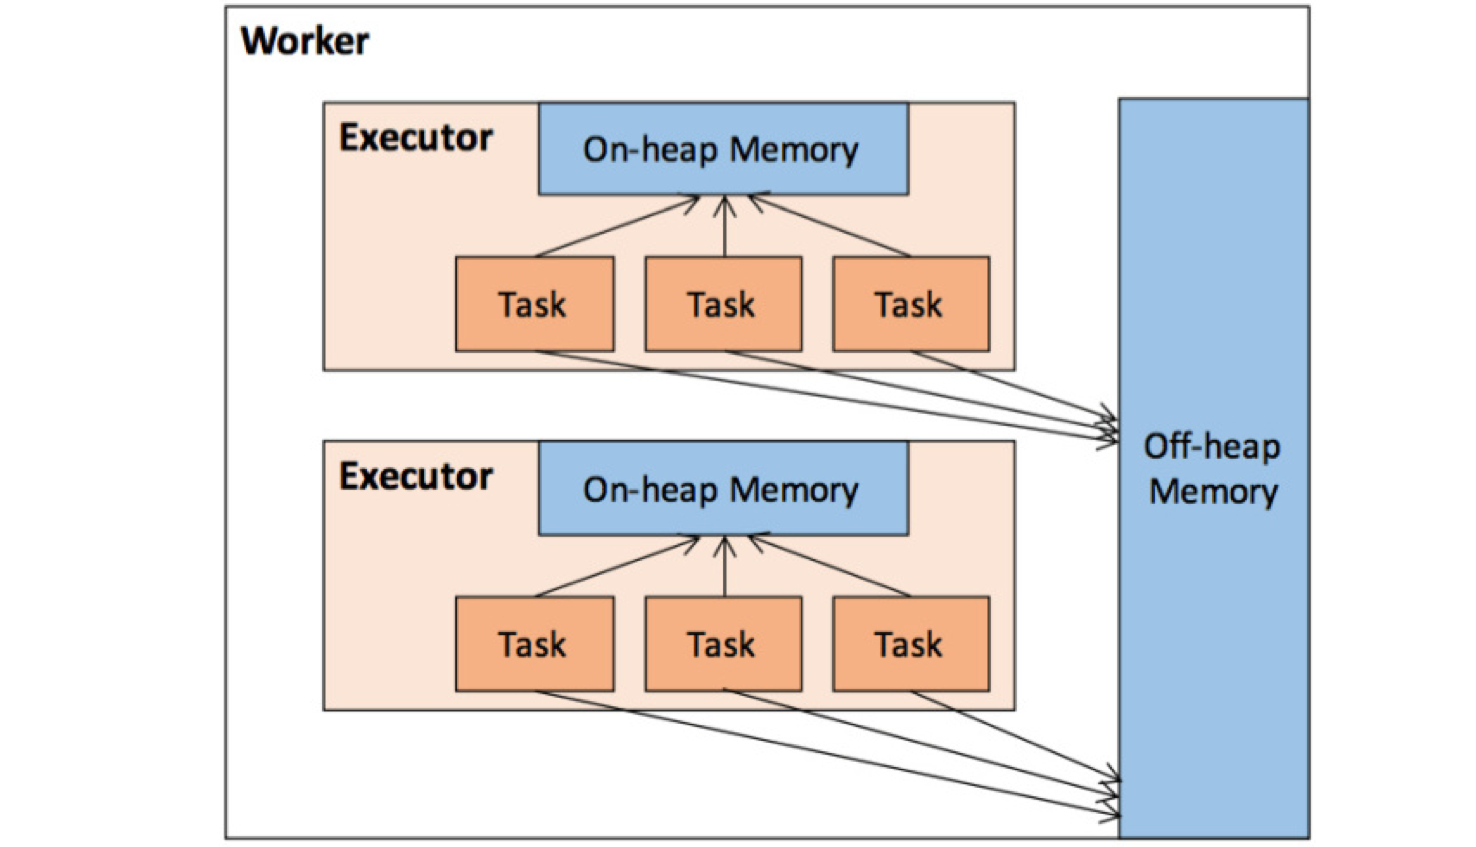 Worker
Executor
On-heap Memory
Task
Task
Task
Executor
On-heap Memory
Task
Task
Task
Off-heap
Memory